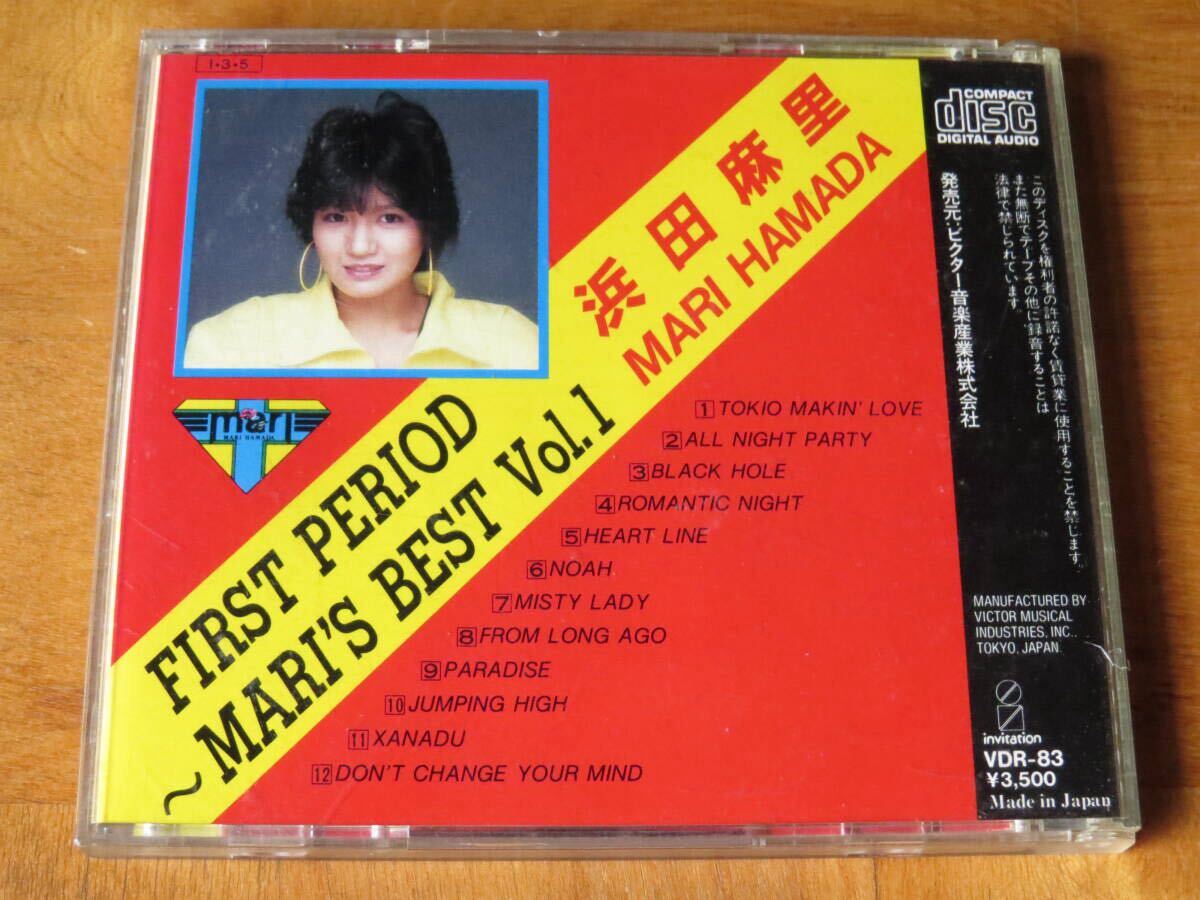 1•3•5
浜田麻里
MARI HAMADA
FIRST PERIOD
~MARI'S BEST Vol.1
mari
MARI HAMADA
1 TOKIO MAKIN' LOVE
2 ALL NIGHT PARTY
3 BLACK HOLE
4 ROMANTIC NIGHT
5 HEART LINE
6 NOAH
7 MISTY LADY
8 FROM LONG AGO
9 PARADISE
10 JUMPING HIGH
11 XANADU
12 DON'T CHANGE YOUR MIND
COMPACT
disc
DIGITAL AUDIO
このディスクを権利者の許諾なく賃貸業に使用することを禁じます。
また無断でテープその他に録音することは
法律で禁じられています。
発売元:ビクター音楽産業株式会社
MANUFACTURED BY
VICTOR MUSICAL
INDUSTRIES, INC.,
TOKYO, JAPAN.
invitation
VDR-83
¥3,500
Made in Japan